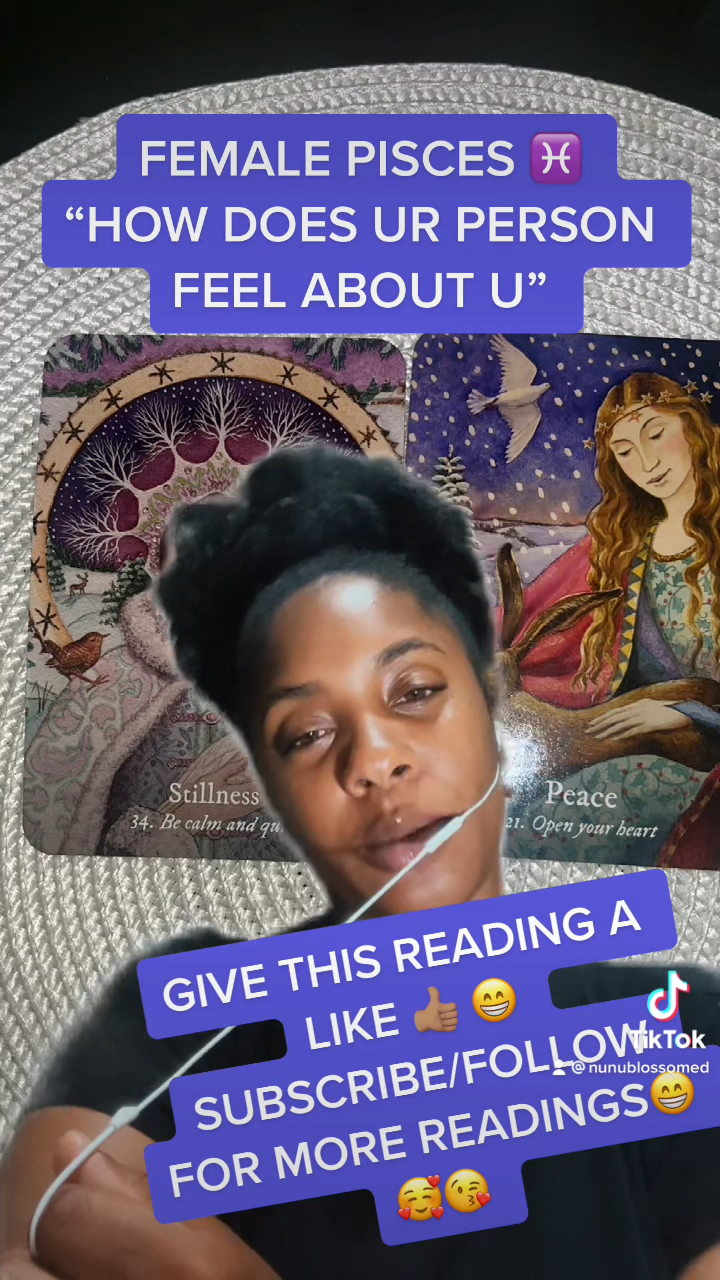 FEMALE PISCES ♓
“HOW DOES UR PERSON
FEEL ABOUT U”
Stillness
34. Be calm and
Peace
21. Open your heart
GIVE THIS READING A
LIKE 👍🏽 😁
SUBSCRIBE/FOLLOW
FOR MORE READINGS😁
🥰😘
TikTok
@nunublossomed